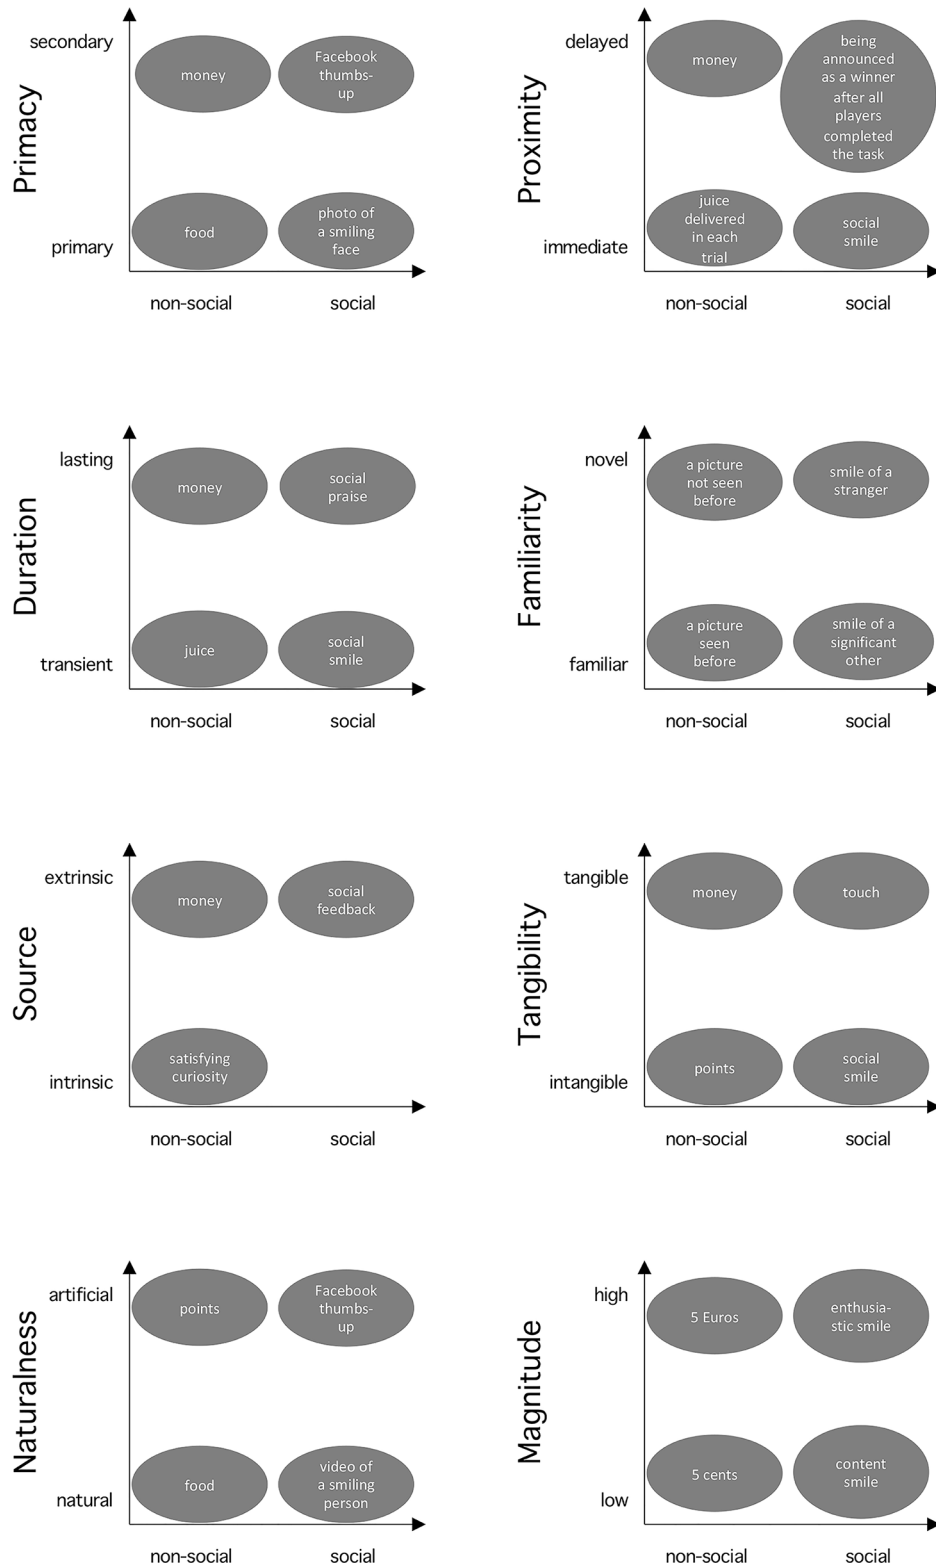 Primacy
secondary
money
Facebook
thumbs-
up
primary
food
photo of
a smiling
face
non-social
social
Proximity
delayed
money
being
announced
as a winner
after all
players
completed
the task
immediate
juice
delivered
in each
trial
social
smile
non-social
social
Duration
lasting
money
social
praise
transient
juice
social
smile
non-social
social
Familiarity
novel
a picture
not seen
before
smile of a
stranger
familiar
a picture
seen
before
smile of a
significant
other
non-social
social
Source
extrinsic
money
social
feedback
intrinsic
satisfying
curiosity
non-social
social
Tangibility
tangible
money
touch
intangible
points
social
smile
non-social
social
Naturalness
artificial
points
Facebook
thumbs-
up
natural
food
video of
a smiling
person
non-social
social
Magnitude
high
5 Euros
enthusia-
stic smile
low
5 cents
content
smile
non-social
social